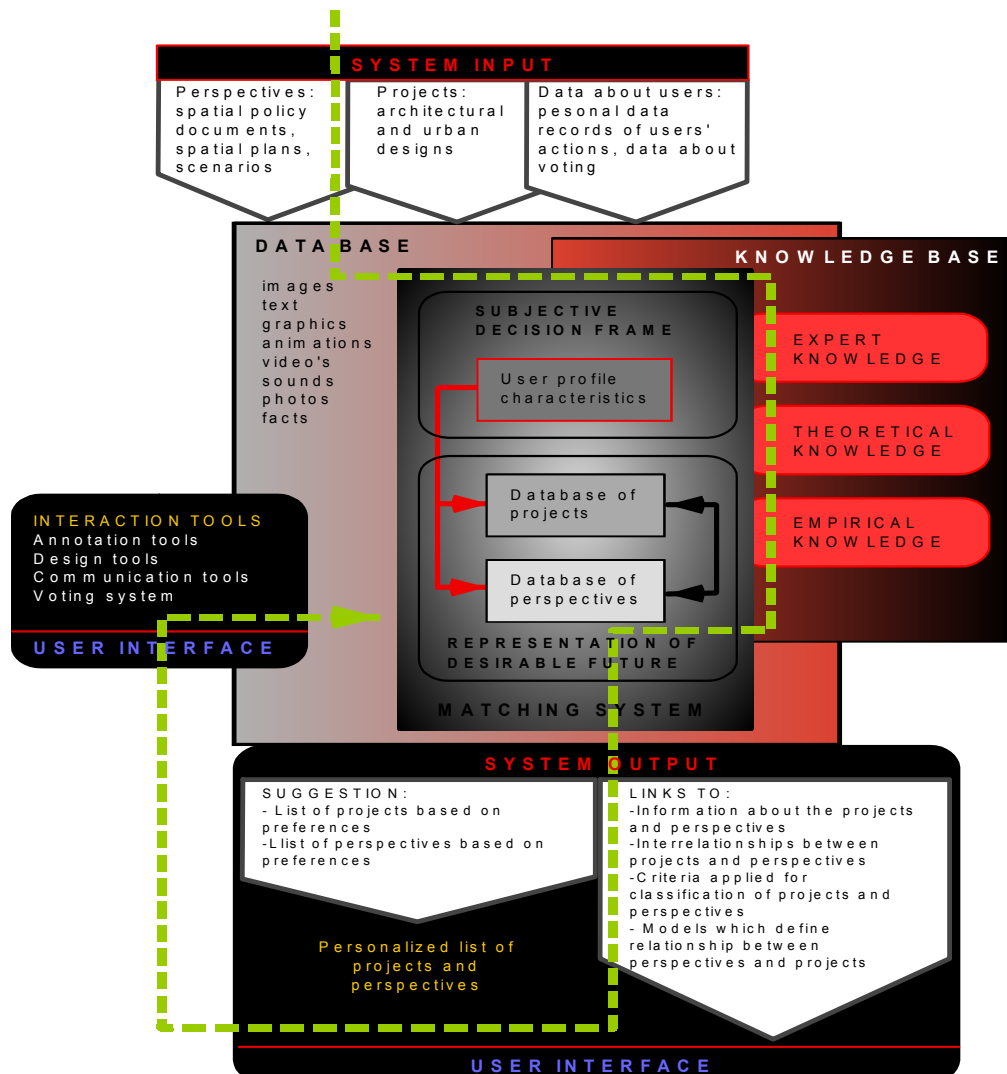 SYSTEM INPUT
Perspectives:
spatial policy
documents,
spatial plans,
scenarios
Projects:
architectural
and urban
designs
Data about users:
pesonal data
records of users'
actions, data about
voting
DATA BASE
images
text
graphics
animations
video's
sounds
photos
facts
KNOWLEDGE BASE
SUBJECTIVE
DECISION FRAME
User profile
characteristics
EXPERT
KNOWLEDGE
THEORETICAL
KNOWLEDGE
EMPIRICAL
KNOWLEDGE
Database of
projects
Database of
perspectives
REPRESENTATION OF
DESIRABLE FUTURE
MATCHING SYSTEM
INTERACTION TOOLS
Annotation tools
Design tools
Communication tools
Voting system
USER INTERFACE
SYSTEM OUTPUT
SUGGESTION:
- List of projects based on
preferences
-Llist of perspectives based on
preferences
Personalized list of
projects and
perspectives
LINKS TO:
-Information about the projects
and perspectives
-Interrelationships between
projects and perspectives
-Criteria applied for
classification of projects and
perspectives
- Models which define
relationship between
perspectives and projects
USER INTERFACE